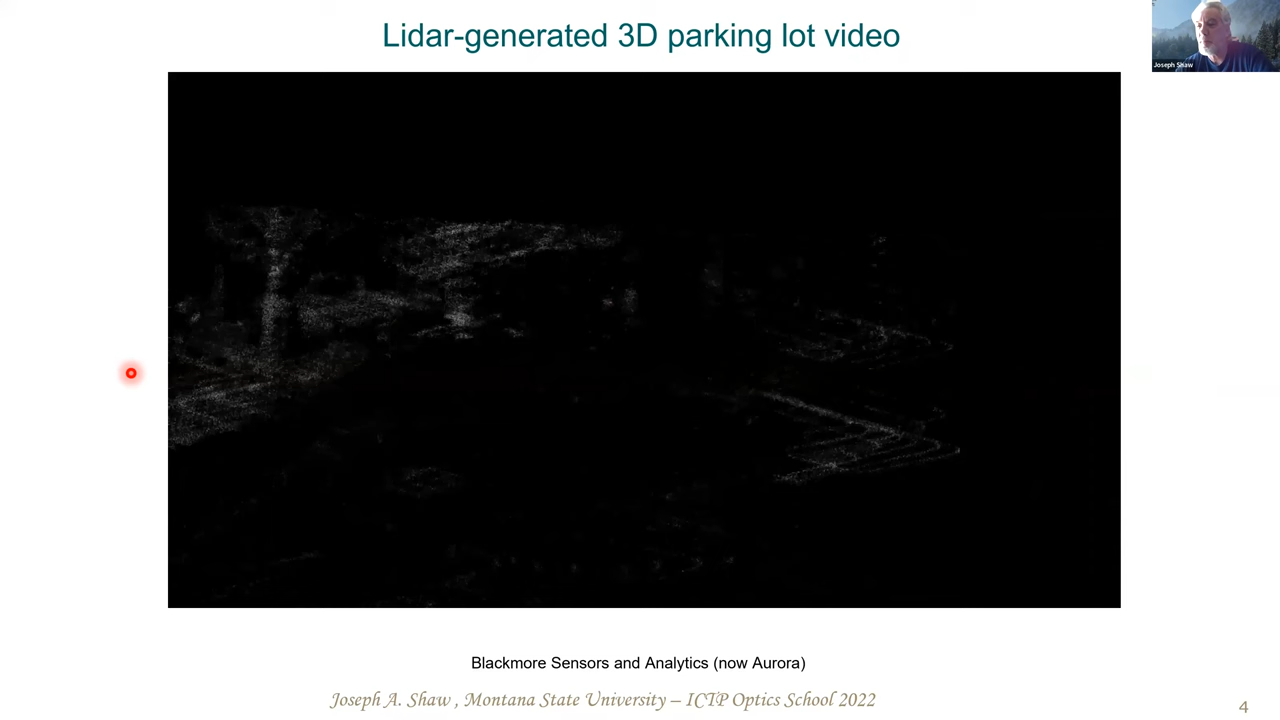 Lidar-generated 3D parking lot video
Joseph Shaw
Blackmore Sensors and Analytics (now Aurora)
Joseph A. Shaw , Montana State University – ICTP Optics School 2022
4